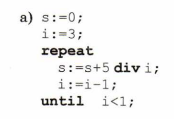 a) s:=0;
i:=3;
repeat
s:=s+5 div i;
i:=i-1;
until i<1;